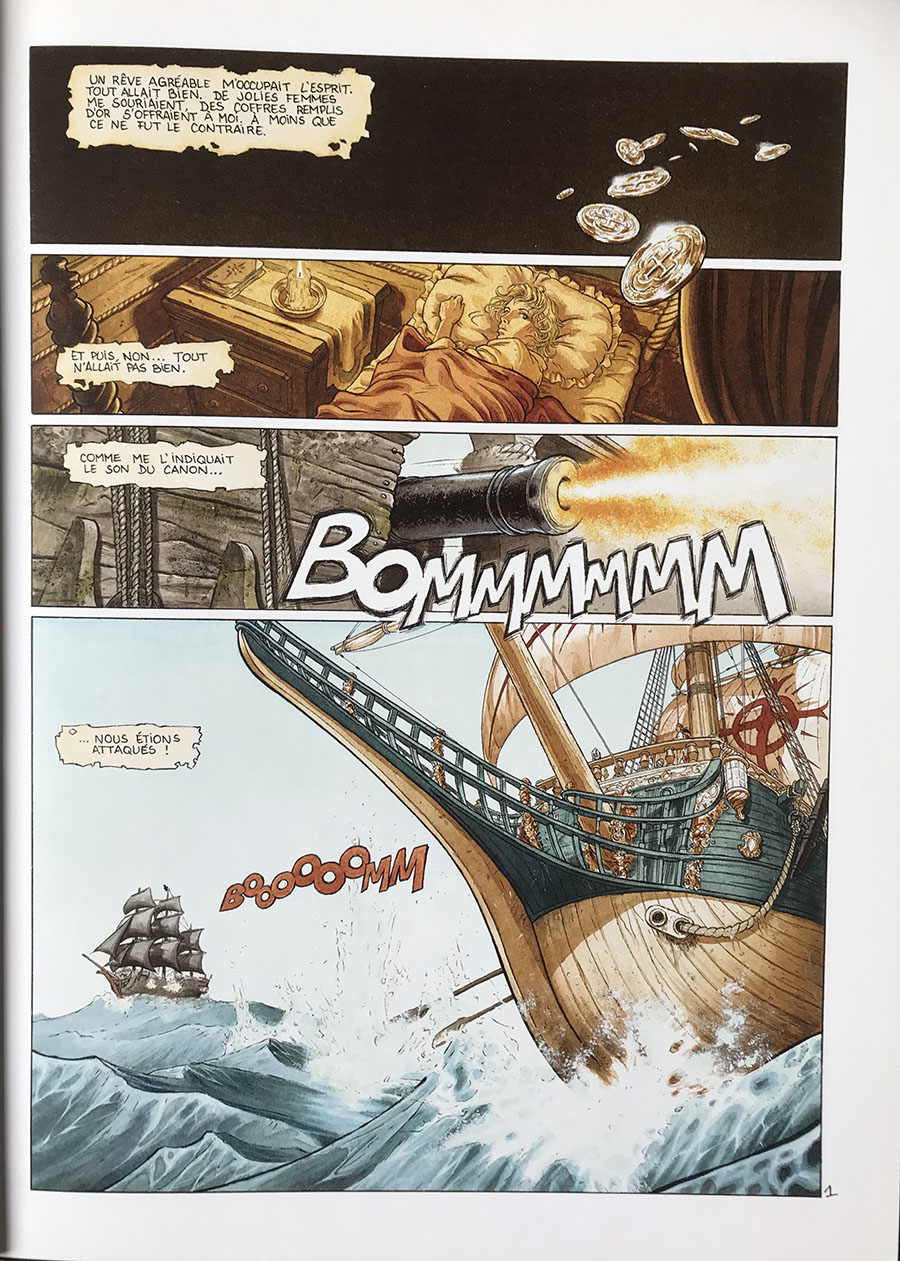 UN RÊVE AGRÉABLE M'OCCUPAIT L'ESPRIT.
TOUT ALLAIT BIEN. DE JOLIES FEMMES
ME SOURIAIENT, DES COFFRES REMPLIS
D'OR S'OFFRAIENT À MOI. À MOINS QUE
CE NE FUT LE CONTRAIRE.
ET PUIS, NON... TOUT
N'ALLAIT PAS BIEN.
COMME ME L'INDIQUAIT
LE SON DU CANON...
BOMMMMMMM
... NOUS ÉTIONS
ATTAQUÉS !
BOOOOOOOMM
1